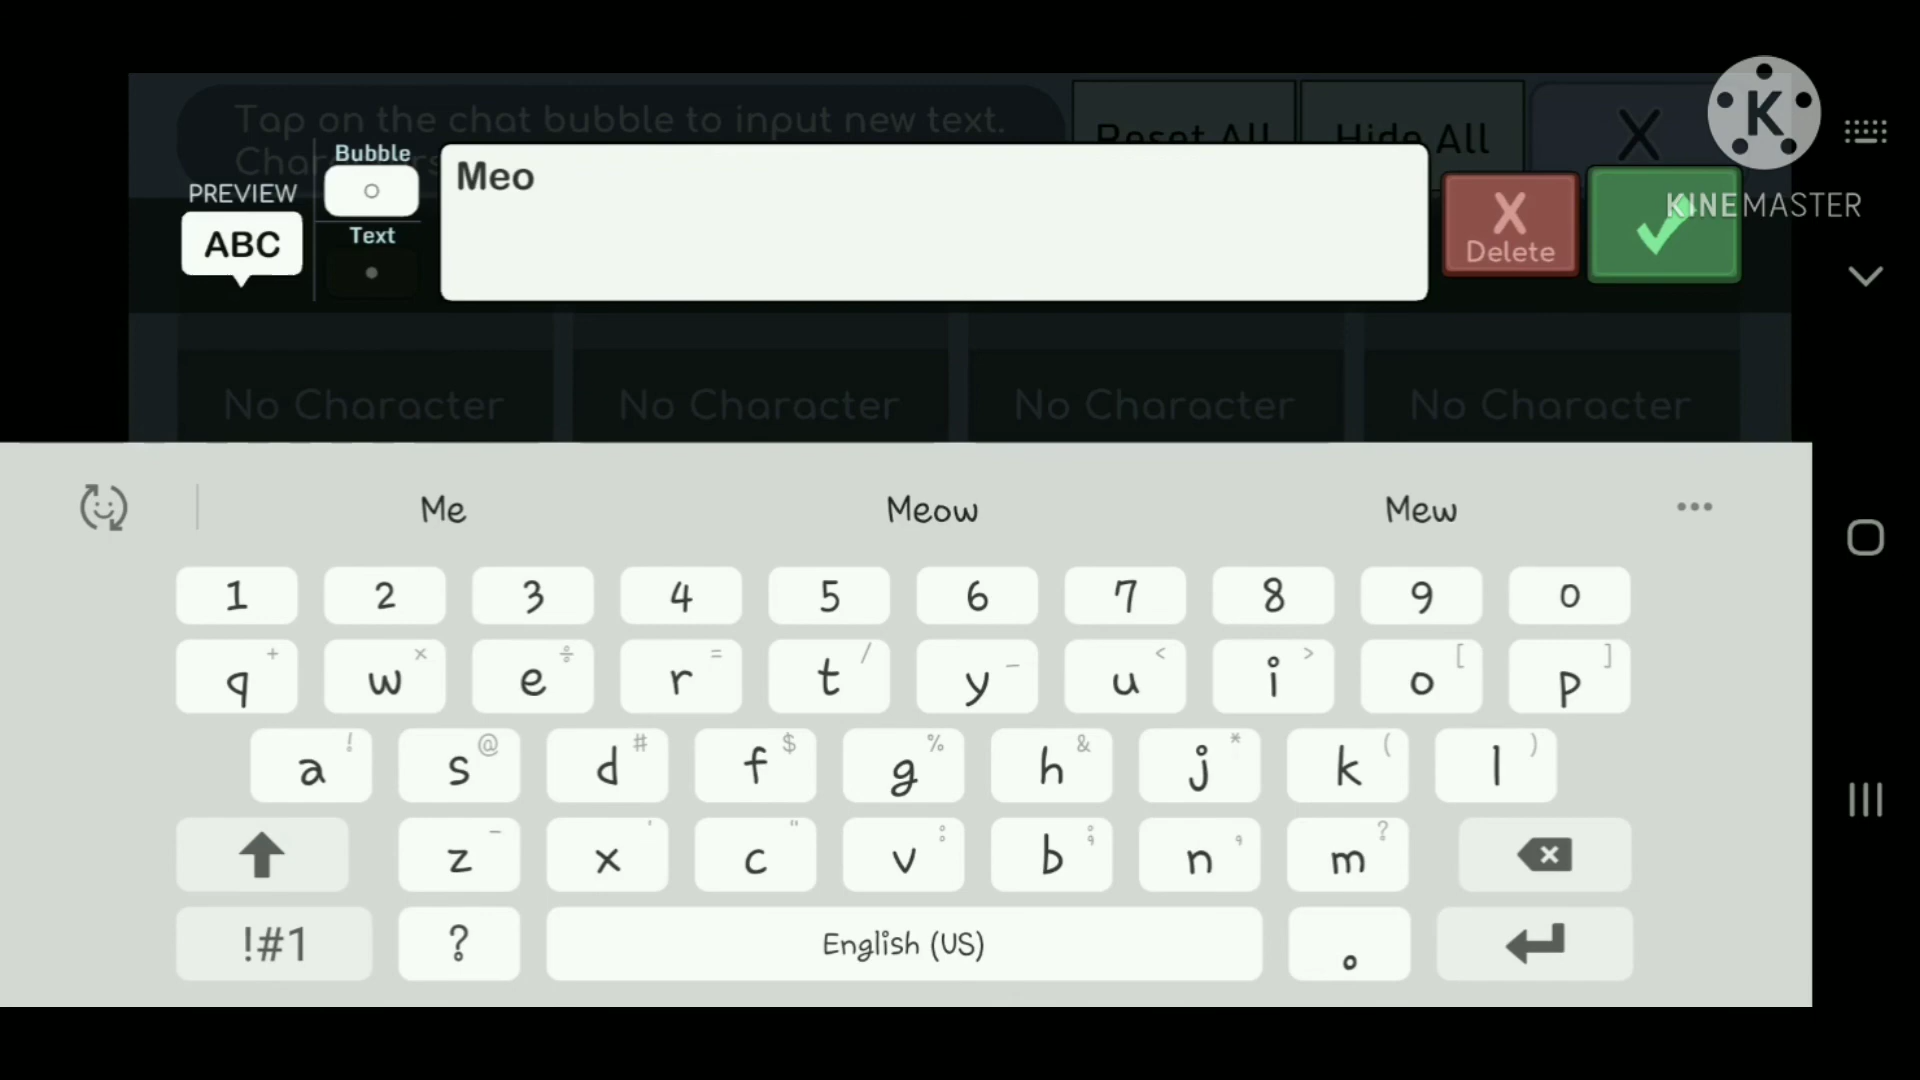 Tap on the chat bubble to input new text.
Reset All
Hide All
X
K
KINEMASTER
Bubble
PREVIEW
ABC
Text
Meo
X
Delete
No Character
No Character
No Character
No Character
Me
Meow
Mew
1 2 3 4 5 6 7 8 9 0
q + w × e ÷ r = t / y _ u < i > o [ p ]
a ! s @ d # f $ g % h & j * k ( l )
z - x ' c " v : b ; n , m ?
!#1 ? English (US) .